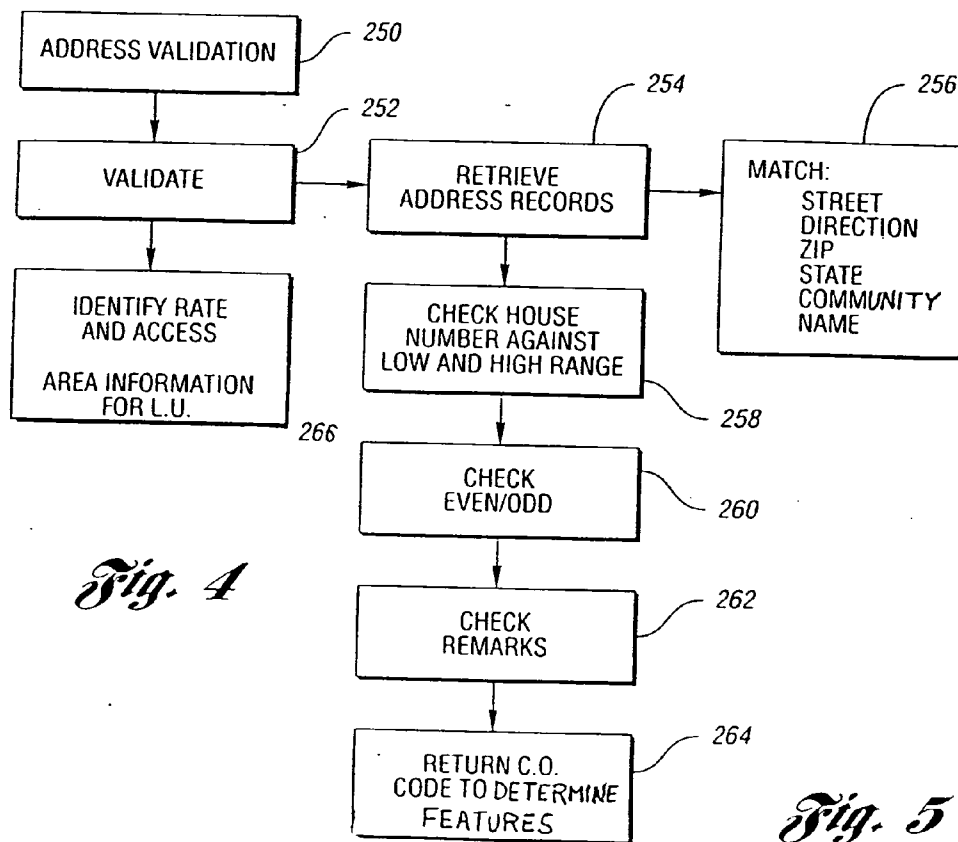 ADDRESS VALIDATION
250
VALIDATE
252
IDENTIFY RATE
AND ACCESS
AREA INFORMATION
FOR L.U.
266
RETRIEVE
ADDRESS RECORDS
254
MATCH:
STREET
DIRECTION
ZIP
STATE
COMMUNITY
NAME
256
CHECK HOUSE
NUMBER AGAINST
LOW AND HIGH RANGE
258
CHECK
EVEN/ODD
260
CHECK
REMARKS
262
RETURN C.O.
CODE TO DETERMINE
FEATURES
264
Fig. 4
Fig. 5